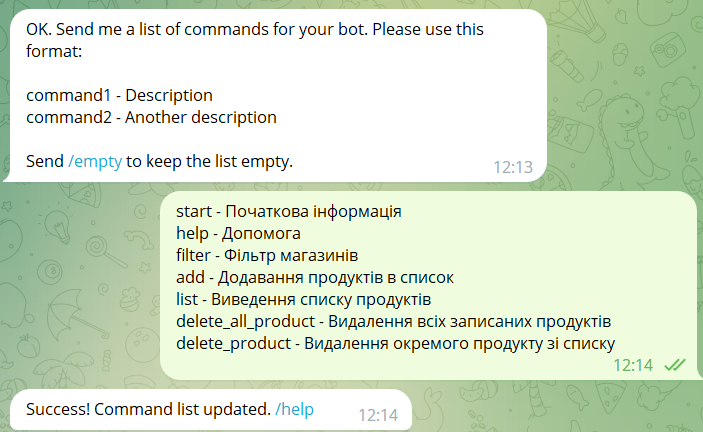 OK. Send me a list of commands for your bot. Please use this
format:
command1 - Description
command2 - Another description
Send /empty to keep the list empty.
12:13
start - Початкова інформація
help - Допомога
filter - Фільтр магазинів
add - Додавання продуктів в список
list - Виведення списку продуктів
delete_all_product - Видалення всіх записаних продуктів
delete_product - Видалення окремого продукту зі списку
12:14
Success! Command list updated. /help
12:14